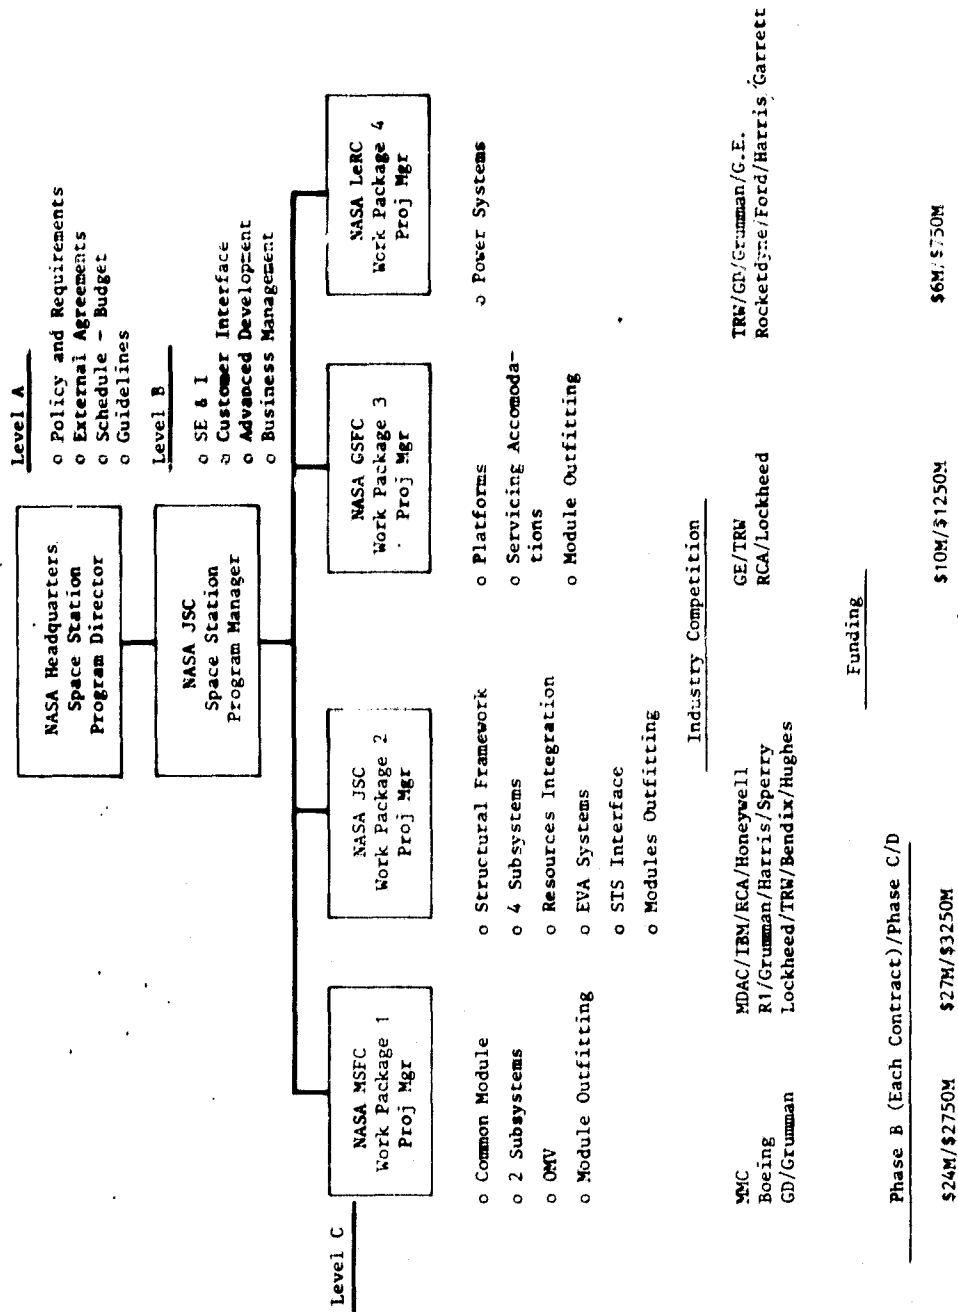 Level A
o Policy and Requirements
o External Agreements
o Schedule - Budget
o Guidelines
NASA Headquarters
Space Station
Program Director
Level B
o SE & I
o Customer Interface
o Advanced Development
o Business Management
NASA JSC
Space Station
Program Manager
Level C
NASA MSFC
Work Package 1
Proj Mgr
NASA JSC
Work Package 2
Proj Mgr
NASA GSFC
Work Package 3
Proj Mgr
NASA LeRC
Work Package 4
Proj Mgr
o Common Module
o 2 Subsystems
o OMV
o Module Outfitting
o Structural Framework
o 4 Subsystems
o Resources Integration
o EVA Systems
o STS Interface
o Modules Outfitting
o Platforms
o Servicing Accomoda-
tions
o Module Outfitting
o Power Systems
Industry Competition
MMC
Boeing
GD/Grumman
MDAC/IBM/RCA/Honeywell
RI/Grumman/Harris/Sperry
Lockheed/TRW/Bendix/Hughes
GE/TRW
RCA/Lockheed
TRW/GD/Grumman/G.E.
Rocketdyne/Ford/Harris/Garrett
Funding
Phase B (Each Contract)/Phase C/D
$24M/$2750M
$27M/$3250M
$10M/$1250M
$6M/$750M